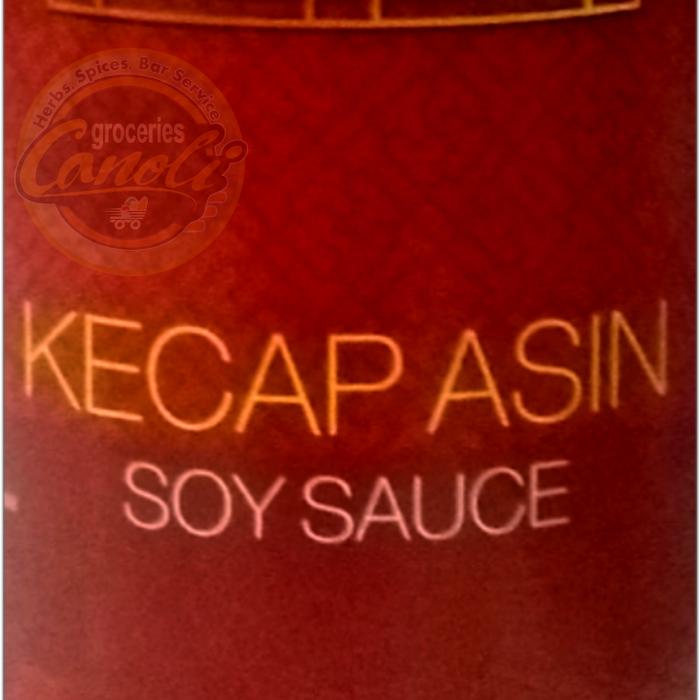 Herbs. Spices. Bar Service
groceries
Canoli
KECAP ASIN
SOY SAUCE